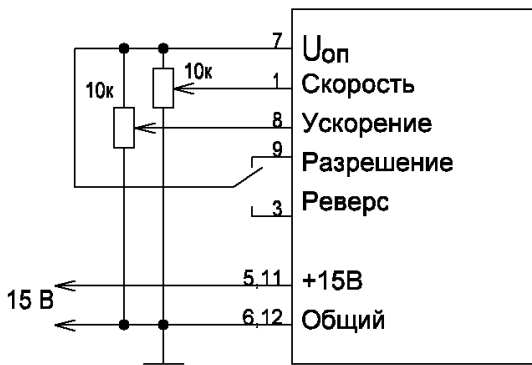 7 Uоп
10к 1 Скорость
10к 8 Ускорение
9 Разрешение
3 Реверс
15 В 5,11 +15В
6,12 Общий